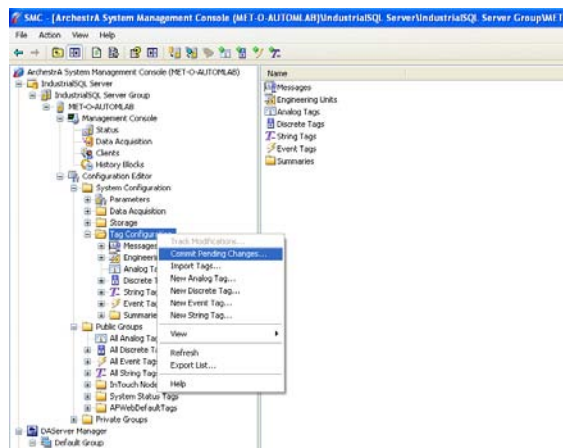 SMC - [ArchestrA System Management Console (MET-O-AUTOMLAB)\IndustrialSQL Server\IndustrialSQL Server Group\MET
File Action View Help
ArchestrA System Management Console (MET-O-AUTOMLAB)
IndustrialSQL Server
IndustrialSQL Server Group
MET-O-AUTOMLAB
Management Console
Status
Data Acquisition
Clients
History Blocks
Configuration Editor
System Configuration
Parameters
Data Acquisition
Storage
Tag Configuration
Messages
Engineeri
Analog Ta
Discrete T
String Ta
Event Tag
Summarie
Public Groups
All Analog Tag
All Discrete Ta
All Event Tag
All String Tag
InTouch Node
System Status Tags
APWebDefaultTags
Private Groups
DAServer Manager
Default Group
Track Modifications...
Commit Pending Changes...
Import Tags...
New Analog Tag...
New Discrete Tag...
New Event Tag...
New String Tag...
View
Refresh
Export List...
Help
Name
Messages
Engineering Units
Analog Tags
Discrete Tags
String Tags
Event Tags
Summaries